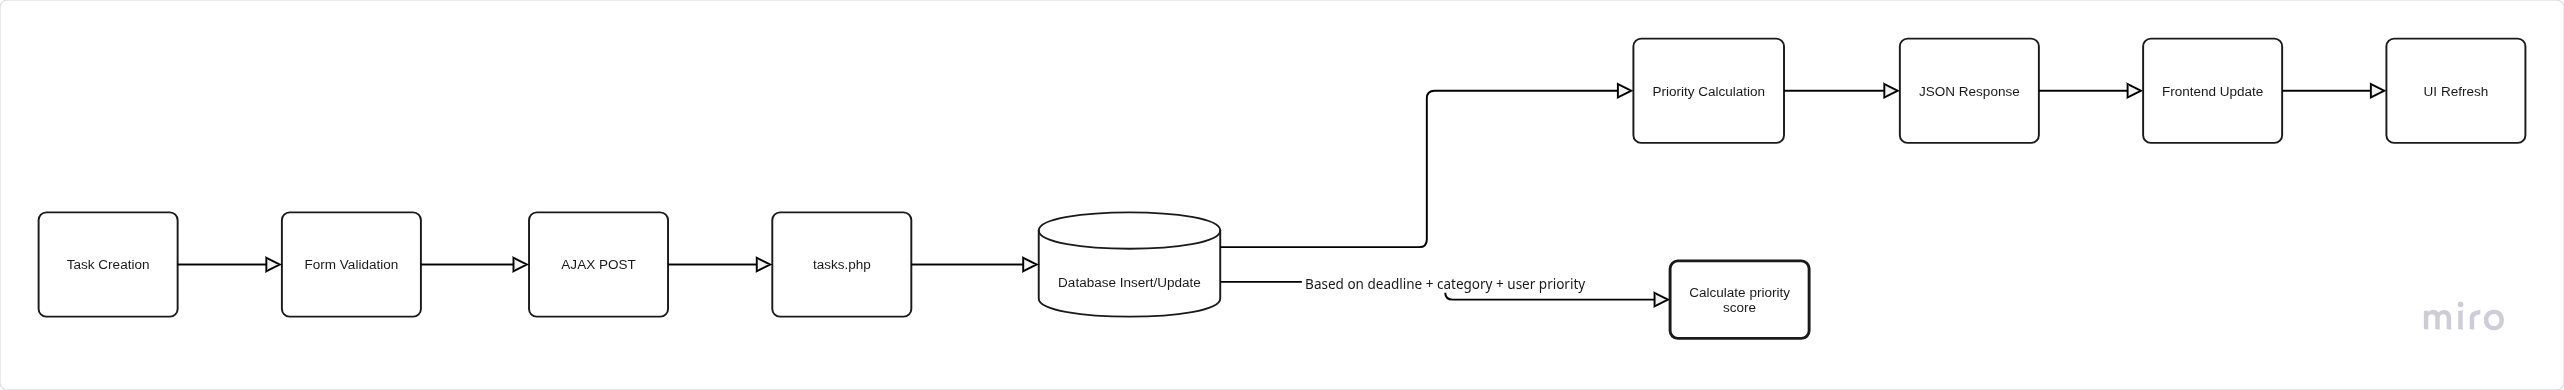 Priority Calculation
JSON Response
Frontend Update
UI Refresh
Task Creation
Form Validation
AJAX POST
tasks.php
Database Insert/Update
Based on deadline + category + user priority
Calculate priority
score
miro